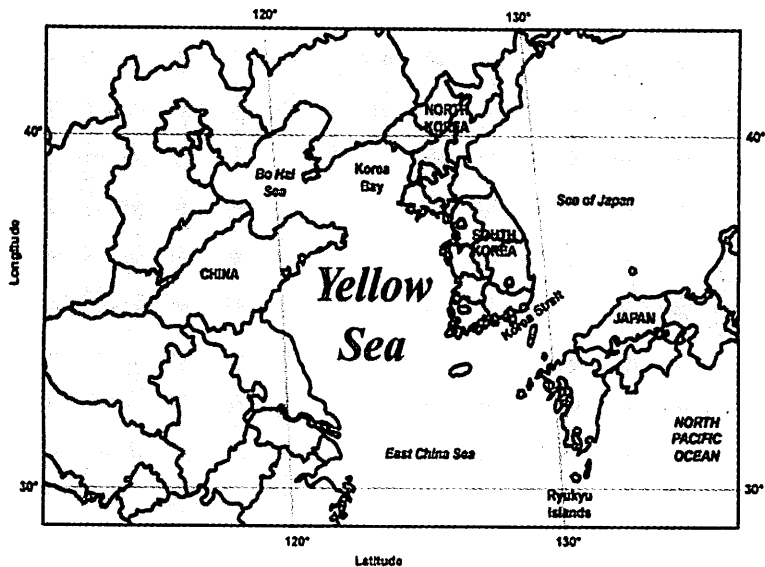 120°
130°
NORTH
KOREA
40°
40°
Bo Hai
Sea
Korea
Bay
Sea of Japan
Longitude
SOUTH
KOREA
CHINA
Yellow
Sea
Korea Strait
JAPAN
NORTH
PACIFIC
OCEAN
East China Sea
30°
30°
Ryukyu
Islands
120°
130°
Latitude